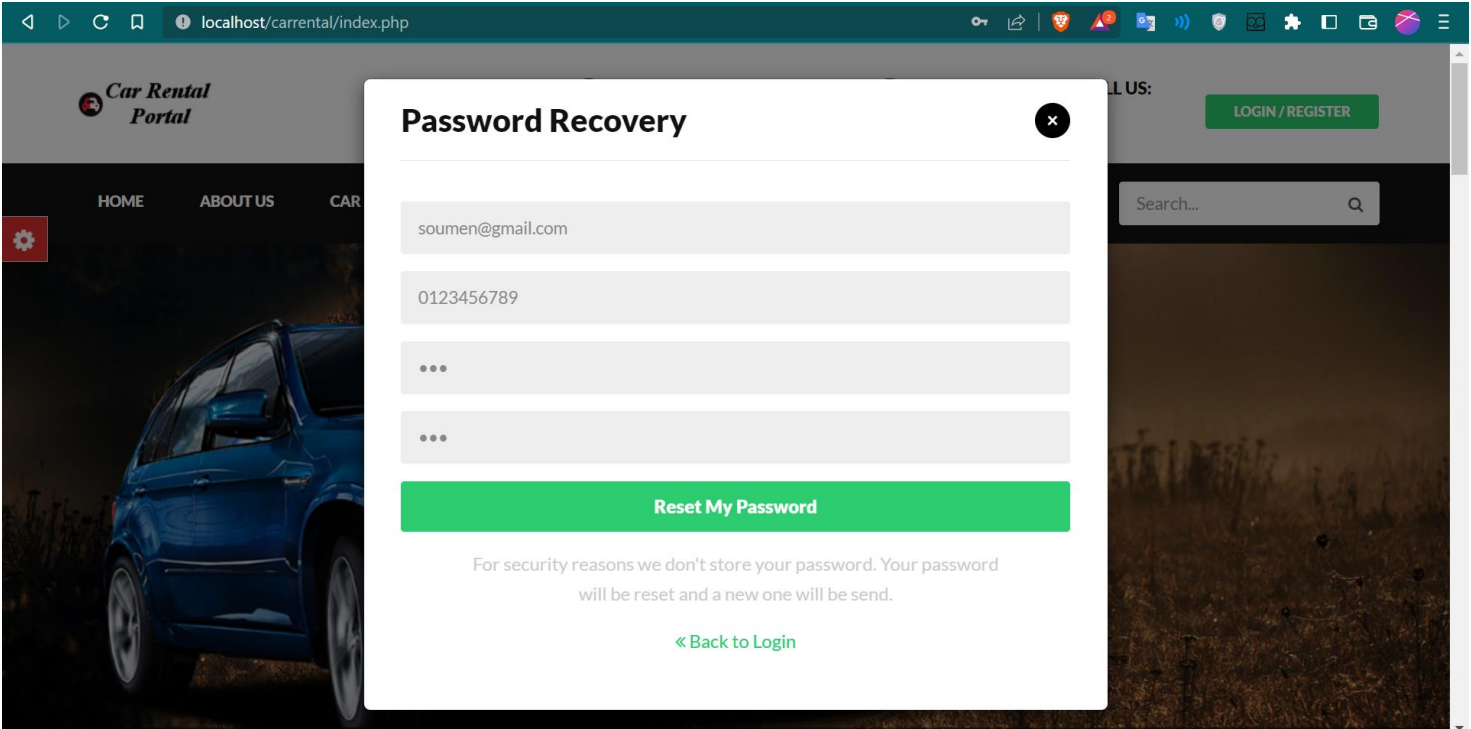 localhost/carrental/index.php
2
Car Rental
Portal
LL US:
LOGIN / REGISTER
Password Recovery
HOME
ABOUT US
CAR
Search...
soumen@gmail.com
0123456789
•••
•••
Reset My Password
For security reasons we don't store your password. Your password
will be reset and a new one will be send.
« Back to Login